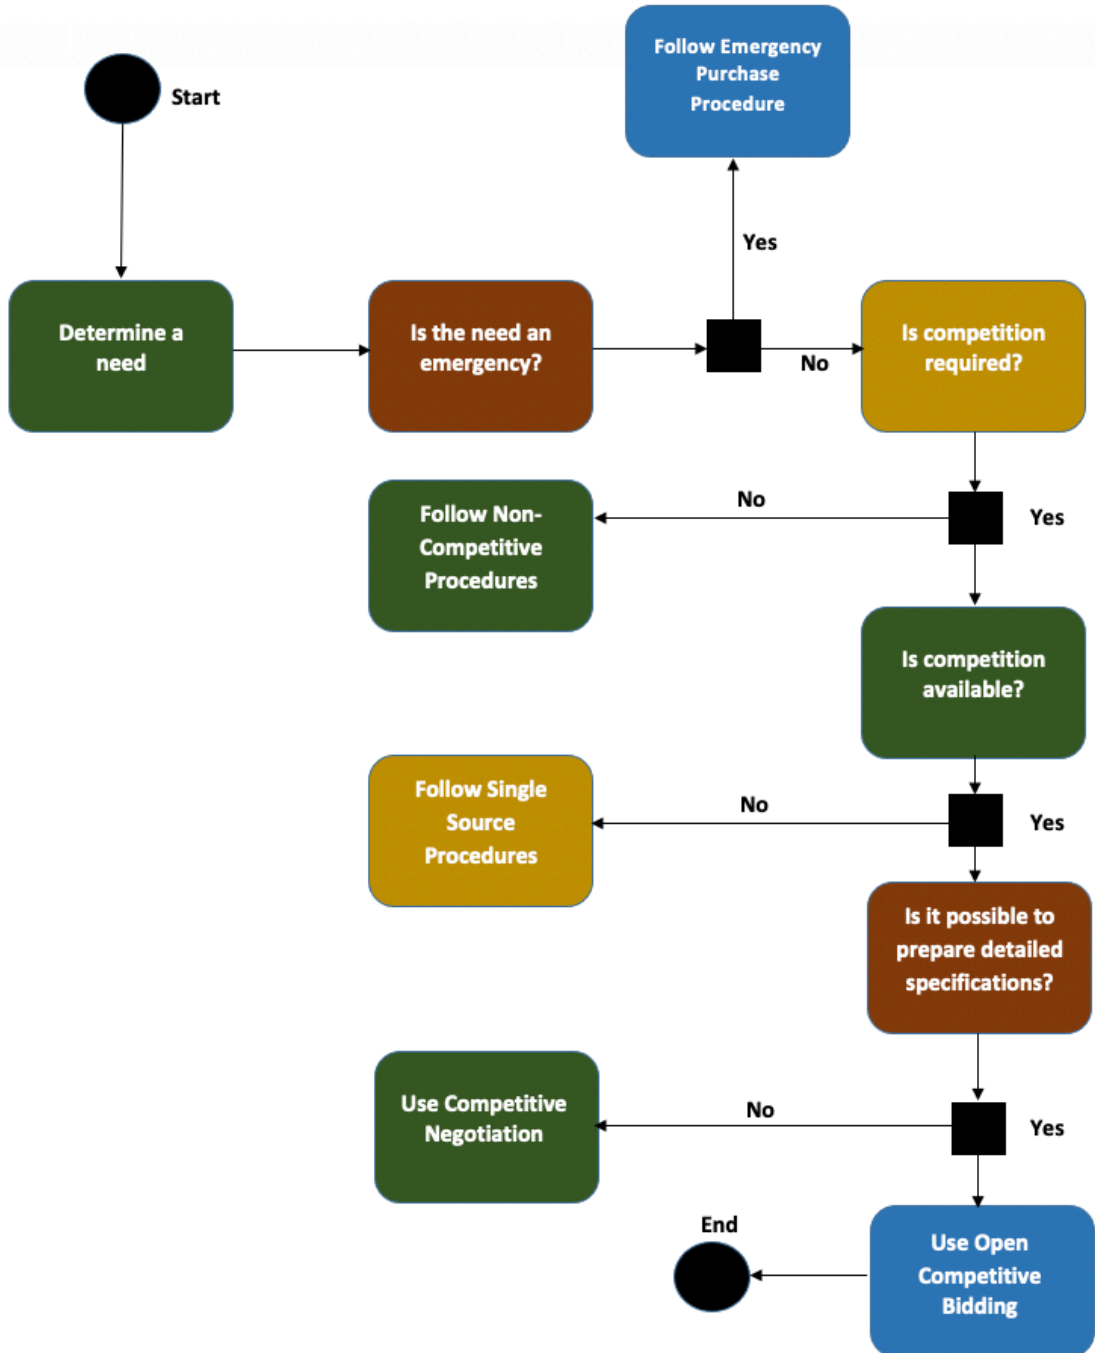 Follow Emergency
Purchase
Procedure
Start
Yes
Determine a
need
Is the need an
emergency?
No
Is competition
required?
No
Yes
Follow Non-
Competitive
Procedures
Is competition
available?
Follow Single
Source
Procedures
No
Yes
Is it possible to
prepare detailed
specifications?
Use Competitive
Negotiation
No
Yes
End
Use Open
Competitive
Bidding